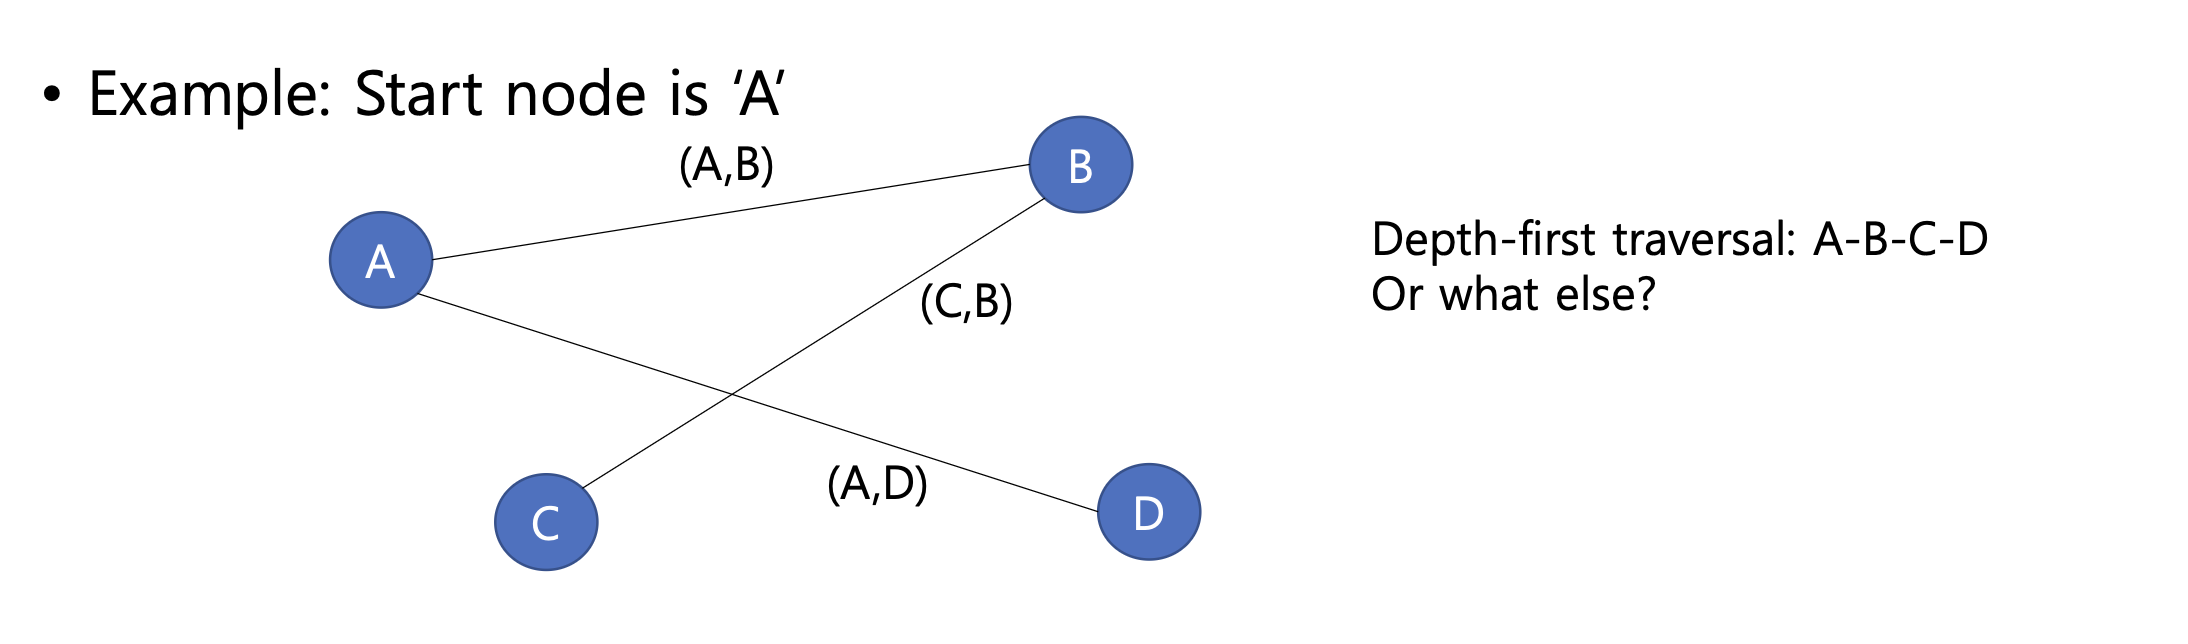 • Example: Start node is ‘A’
(A,B)
B
A
Depth-first traversal: A-B-C-D
Or what else?
(C,B)
(A,D)
C
D